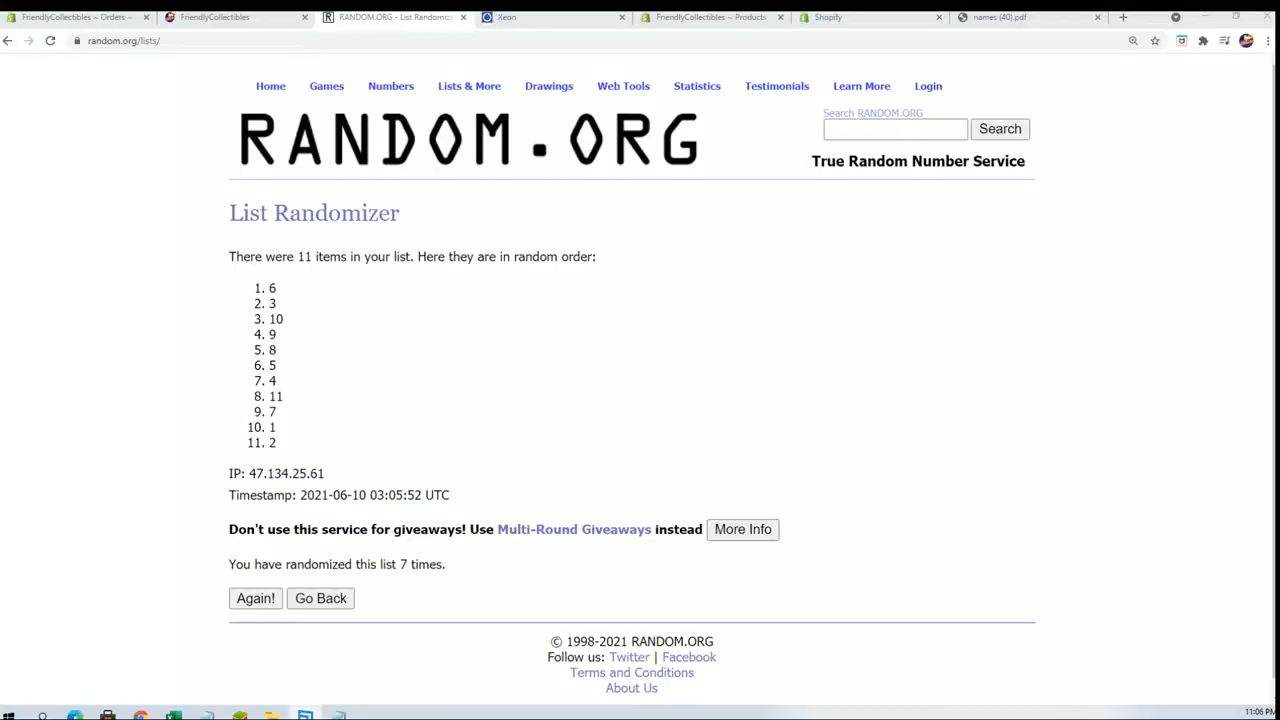 FriendlyCollectibles ~ Orders ~
FriendlyCollectibles
RANDOM.ORG - List Randomizer
Xeon
FriendlyCollectibles ~ Products
Shopify
names (40).pdf
random.org/lists/
Home Games Numbers Lists & More Drawings Web Tools Statistics Testimonials Learn More Login
RANDOM.ORG
Search RANDOM.ORG
Search
True Random Number Service
List Randomizer
There were 11 items in your list. Here they are in random order:
1. 6
2. 3
3. 10
4. 9
5. 8
6. 5
7. 4
8. 11
9. 7
10. 1
11. 2
IP: 47.134.25.61
Timestamp: 2021-06-10 03:05:52 UTC
Don't use this service for giveaways! Use Multi-Round Giveaways instead More Info
You have randomized this list 7 times.
Again! Go Back
© 1998-2021 RANDOM.ORG
Follow us: Twitter | Facebook
Terms and Conditions
About Us
11:06 PM